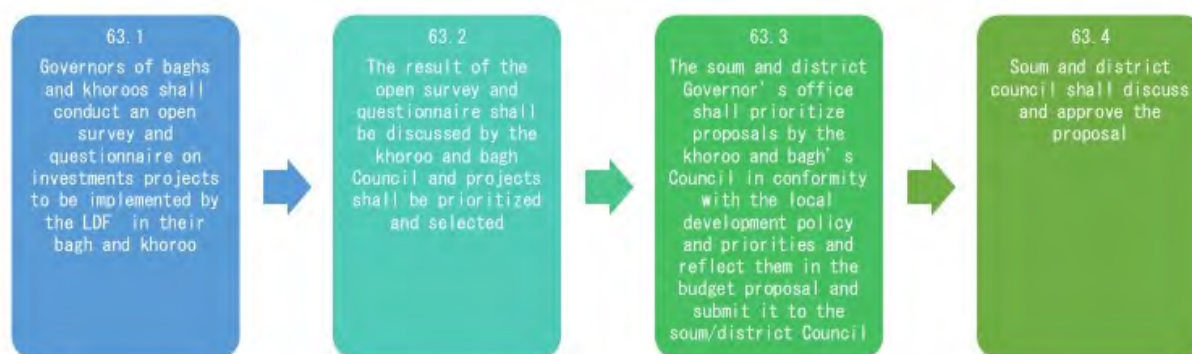 63.1
Governors of baghs
and khoroos shall
conduct an open
survey and
questionnaire on
investments projects
to be implemented by
the LDF in their
bagh and khoroo
63.2
The result of the
open survey and
questionnaire shall
be discussed by the
khoroo and bagh
Council and projects
shall be prioritized
and selected
63.3
The soum and district
Governor's office
shall prioritize
proposals by the
khoroo and bagh's
Council in conformity
with the local
development policy
and priorities and
reflect them in the
budget proposal and
submit it to the
soum/district Council
63.4
Soum and district
council shall discuss
and approve the
proposal